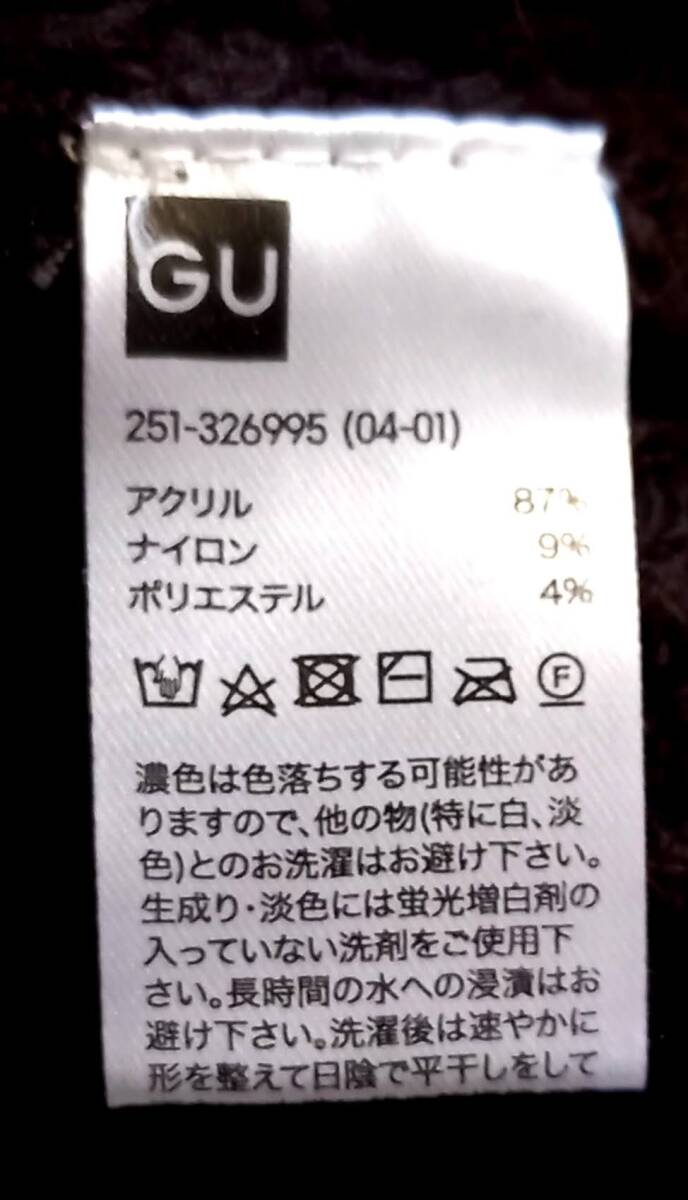 GU
251-326995 (04-01)
アクリル 87%
ナイロン 9%
ポリエステル 4%
F
濃色は色落ちする可能性があ
りますので､他の物(特に白､淡
色)とのお洗濯はお避け下さい｡
生成り･淡色には蛍光増白剤の
入っていない洗剤をご使用下
さい｡長時間の水への浸漬はお
避け下さい｡洗濯後は速やかに
形を整えて日陰で平干しをして